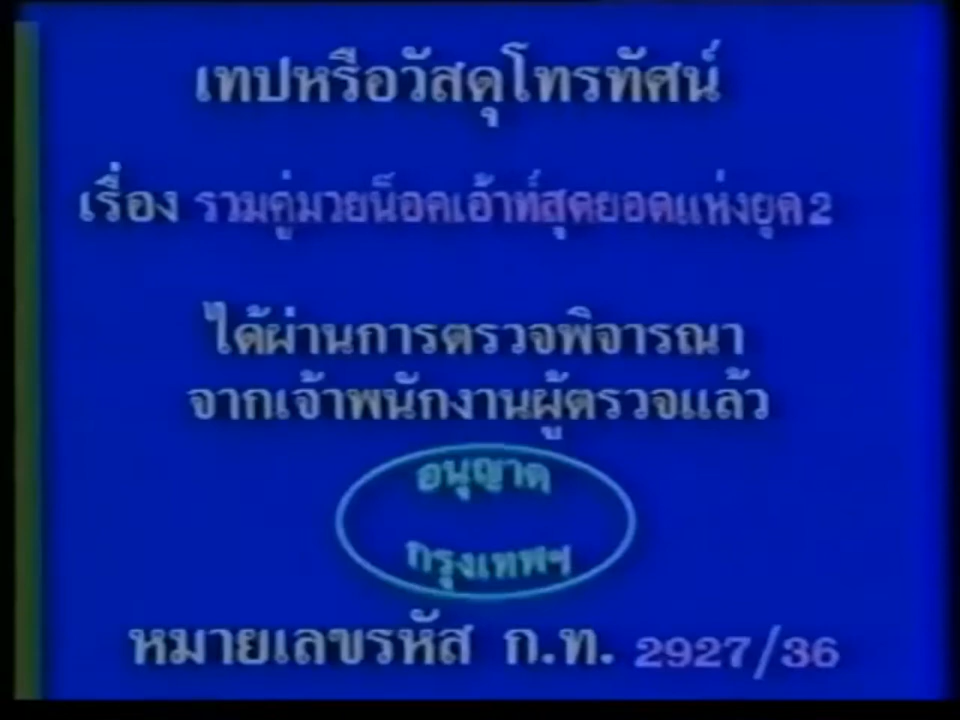 เทปหรือวัสดุโทรทัศน์
เรื่อง รวมคู่มวยน็อคเอ้าท์สุดยอดแห่งยุค 2
ได้ผ่านการตรวจพิจารณา
จากเจ้าพนักงานผู้ตรวจแล้ว
อนุญาต
กรุงเทพฯ
หมายเลขรหัส ก.ท. 2927/36